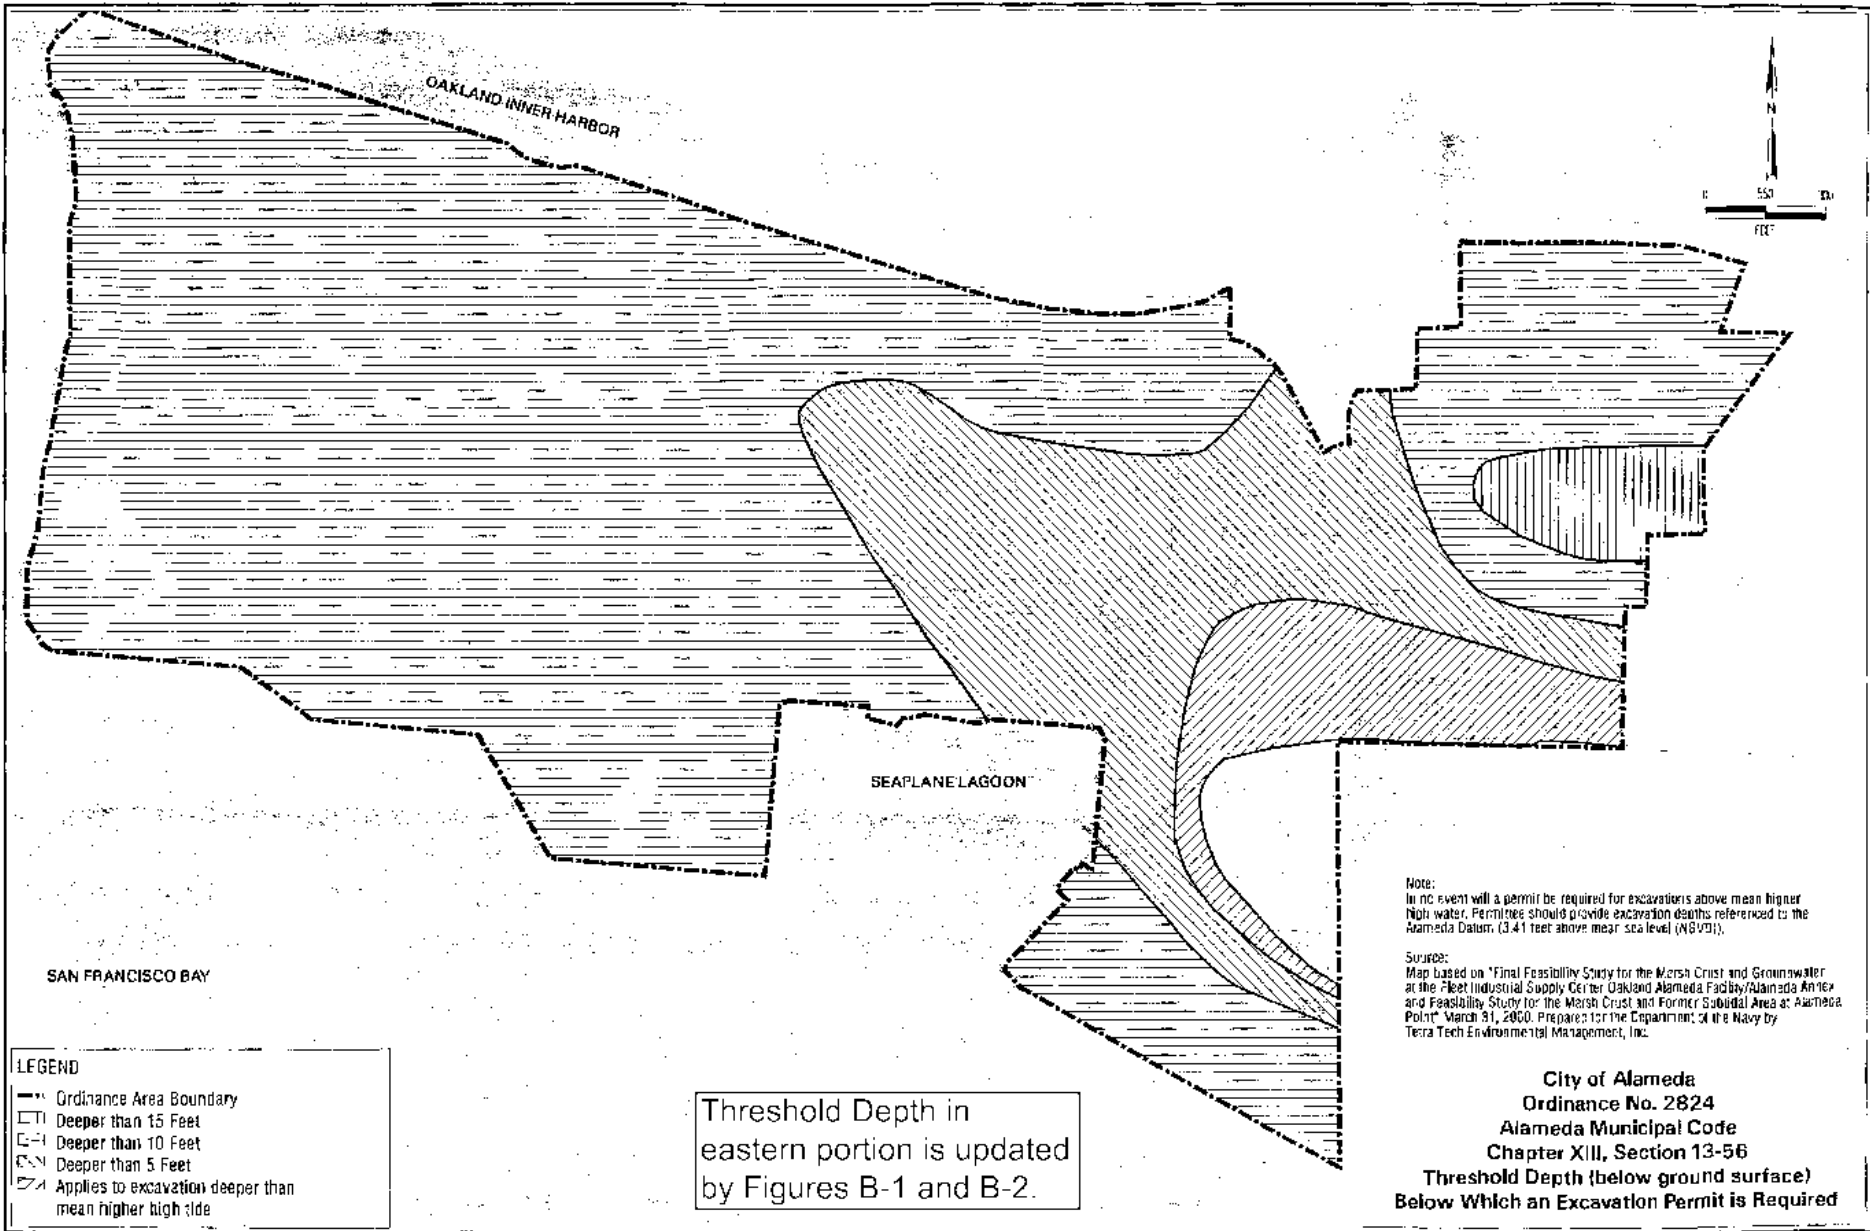 OAKLAND INNER HARBOR
N
FEET
SEAPLANE LAGOON
SAN FRANCISCO BAY
Note:
In no event will a permit be required for excavations above mean higher
high water. Permittee should provide excavation depths referenced to the
Alameda Datum (3.41 feet above mean sea level (NGVD)).
Source:
Map based on "Final Feasibility Study for the Marsh Crust and Groundwater
at the Fleet Industrial Supply Center Oakland Alameda Facility/Alameda Annex
and Feasibility Study for the Marsh Crust and Former Subtidal Area at Alameda
Point" March 31, 2000. Prepared for the Department of the Navy by
Tetra Tech Environmental Management, Inc.
LEGEND
Ordinance Area Boundary
Deeper than 15 Feet
Deeper than 10 Feet
Deeper than 5 Feet
Applies to excavation deeper than
mean higher high tide
Threshold Depth in
eastern portion is updated
by Figures B-1 and B-2.
City of Alameda
Ordinance No. 2824
Alameda Municipal Code
Chapter XIII, Section 13-56
Threshold Depth (below ground surface)
Below Which an Excavation Permit is Required